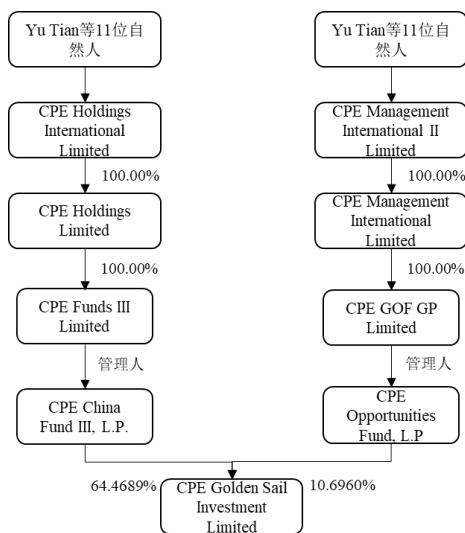 Yu Tian等11位自
然人
Yu Tian等11位自
然人
CPE Holdings
International
Limited
CPE Management
International II
Limited
100.00%
100.00%
CPE Holdings
Limited
CPE Management
International
Limited
100.00%
100.00%
CPE Funds III
Limited
CPE GOF GP
Limited
管理人
管理人
CPE China
Fund III, L.P.
CPE
Opportunities
Fund, L.P
64.4689%
CPE Golden Sail
Investment
Limited
10.6960%